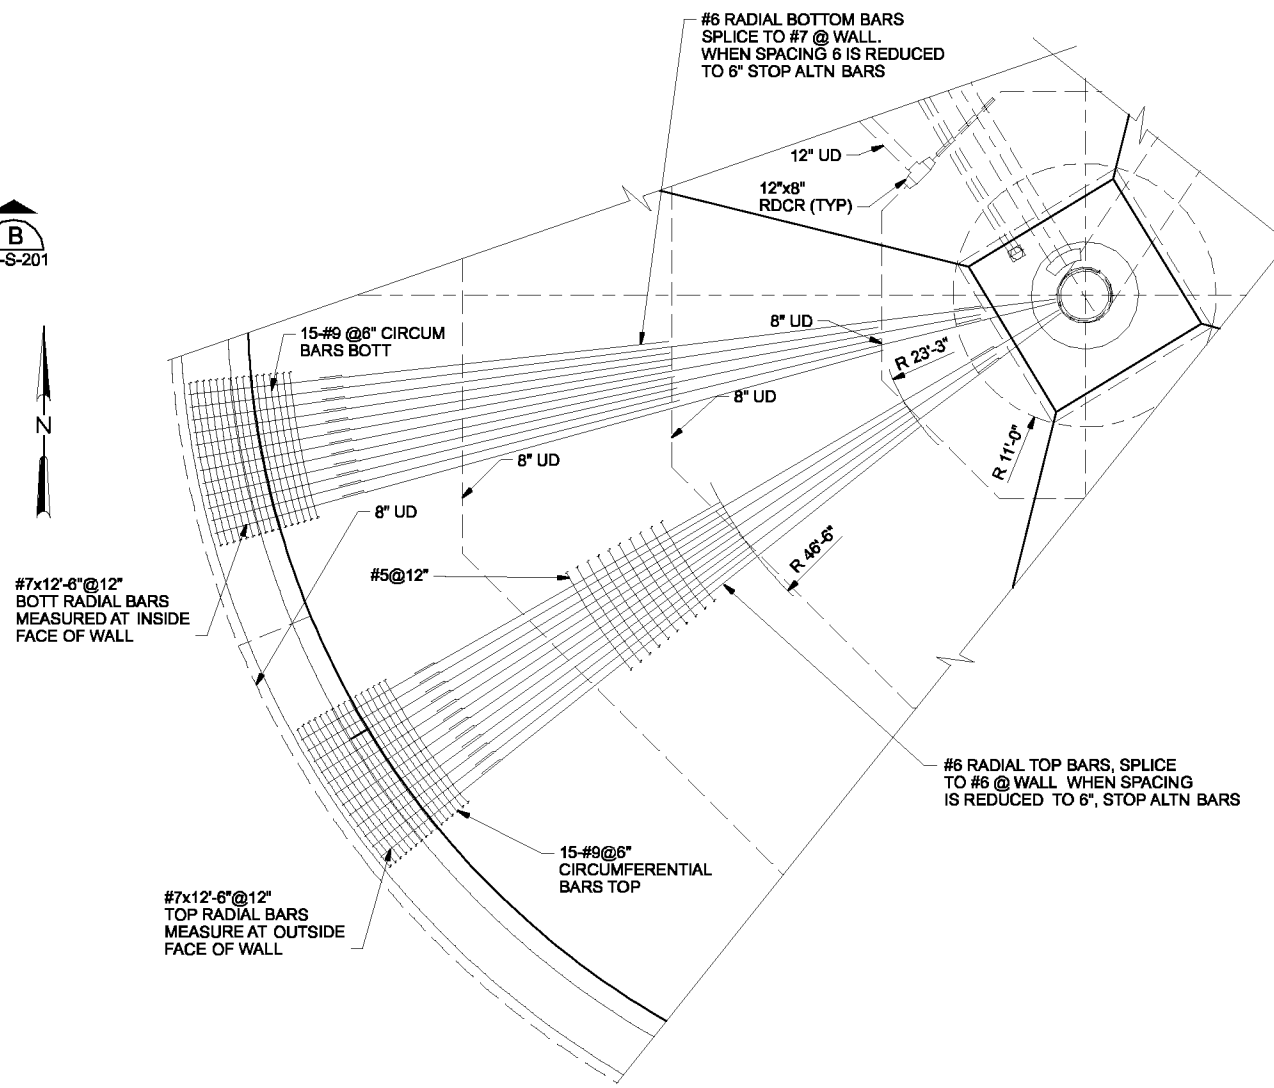 #6 RADIAL BOTTOM BARS
SPLICE TO #7 @ WALL.
WHEN SPACING 6 IS REDUCED
TO 6" STOP ALTN BARS
12" UD
12"x8"
RDCR (TYP)
B
-S-201
N
15-#9 @6" CIRCUM
BARS BOTT
8" UD
R 23'-3"
8" UD
R 11'-0"
8" UD
8" UD
R 46'-6"
#5@12"
#7x12'-6"@12"
BOTT RADIAL BARS
MEASURED AT INSIDE
FACE OF WALL
#6 RADIAL TOP BARS, SPLICE
TO #6 @ WALL WHEN SPACING
IS REDUCED TO 6", STOP ALTN BARS
15-#9@6"
CIRCUMFERENTIAL
BARS TOP
#7x12'-6"@12"
TOP RADIAL BARS
MEASURE AT OUTSIDE
FACE OF WALL